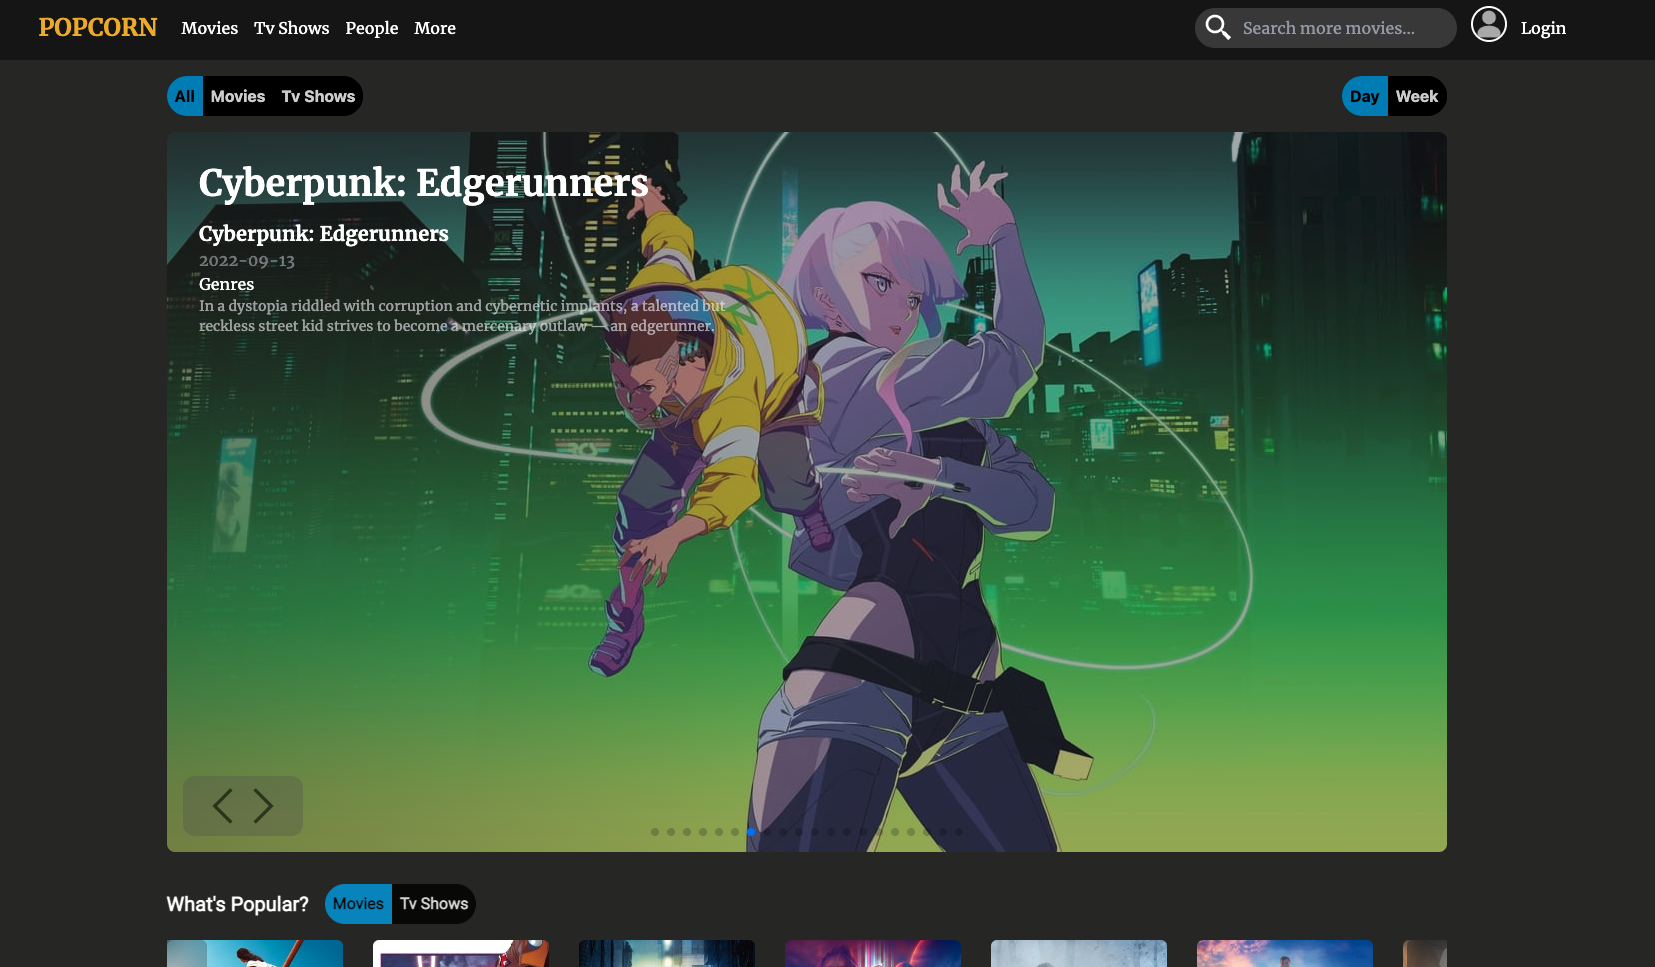 POPCORN Movies Tv Shows People More Search more movies... Login
All Movies Tv Shows Day Week
Cyberpunk: Edgerunners
Cyberpunk: Edgerunners
2022-09-13
Genres
In a dystopia riddled with corruption and cybernetic implants, a talented but
reckless street kid strives to become a mercenary outlaw — an edgerunner.
What's Popular? Movies Tv Shows